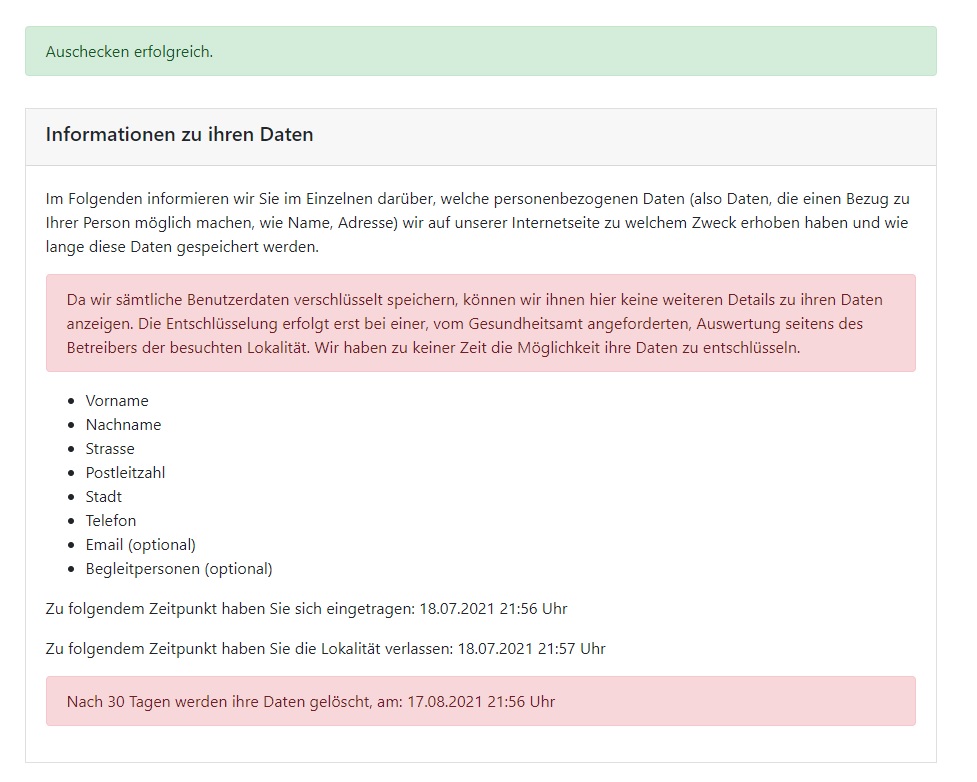 Auschecken erfolgreich.
Informationen zu ihren Daten
Im Folgenden informieren wir Sie im Einzelnen darüber, welche personenbezogenen Daten (also Daten, die einen Bezug zu
Ihrer Person möglich machen, wie Name, Adresse) wir auf unserer Internetseite zu welchem Zweck erhoben haben und wie
lange diese Daten gespeichert werden.
Da wir sämtliche Benutzerdaten verschlüsselt speichern, können wir ihnen hier keine weiteren Details zu ihren Daten
anzeigen. Die Entschlüsselung erfolgt erst bei einer, vom Gesundheitsamt angeforderten, Auswertung seitens des
Betreibers der besuchten Lokalität. Wir haben zu keiner Zeit die Möglichkeit ihre Daten zu entschlüsseln.
• Vorname
• Nachname
• Strasse
• Postleitzahl
• Stadt
• Telefon
• Email (optional)
• Begleitpersonen (optional)
Zu folgendem Zeitpunkt haben Sie sich eingetragen: 18.07.2021 21:56 Uhr
Zu folgendem Zeitpunkt haben Sie die Lokalität verlassen: 18.07.2021 21:57 Uhr
Nach 30 Tagen werden ihre Daten gelöscht, am: 17.08.2021 21:56 Uhr